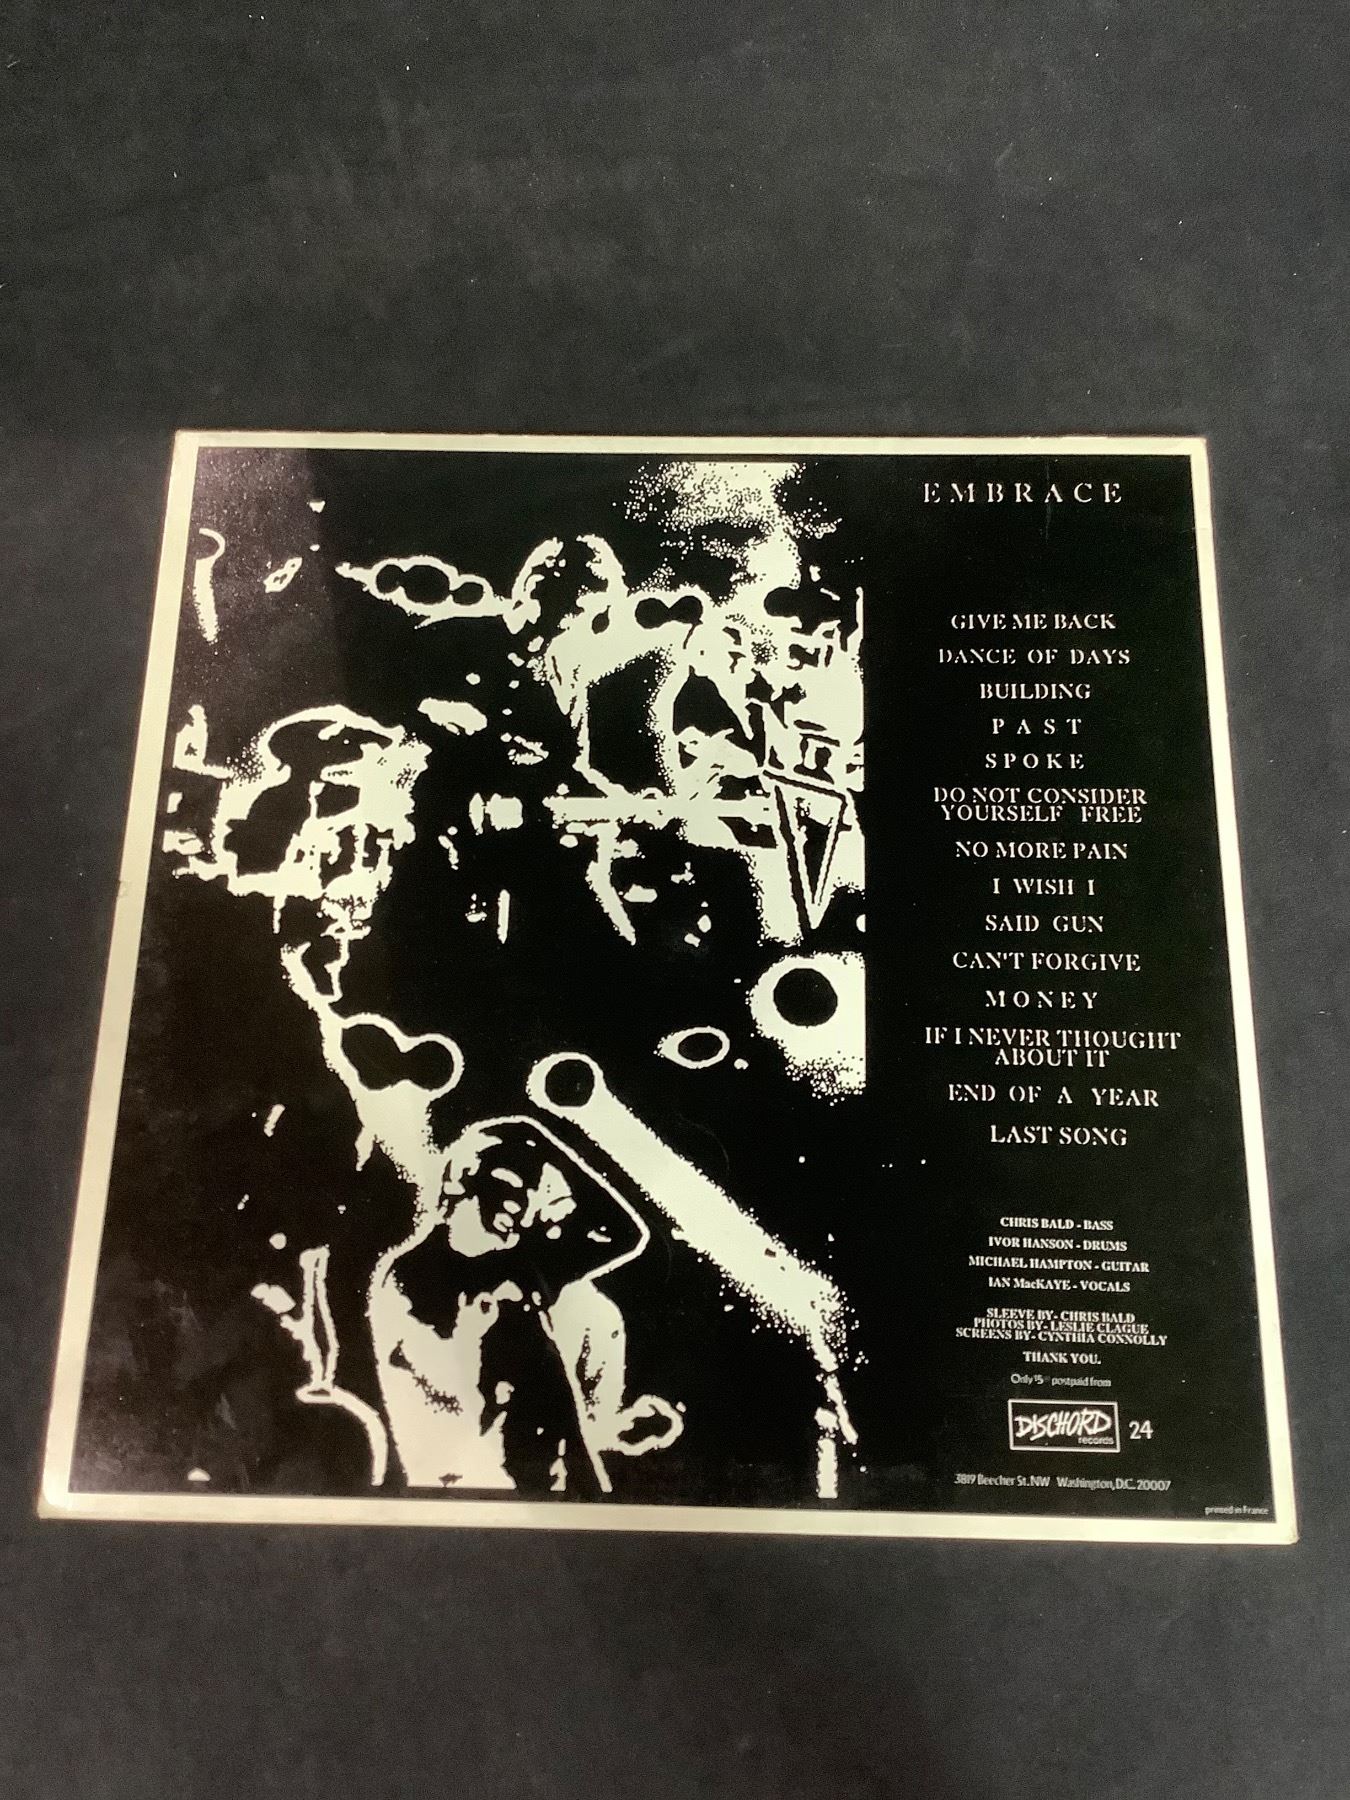 EMBRACE
GIVE ME BACK
DANCE OF DAYS
BUILDING
PAST
SPOKE
DO NOT CONSIDER
YOURSELF FREE
NO MORE PAIN
I WISH I
SAID GUN
CAN'T FORGIVE
MONEY
IF I NEVER THOUGHT
ABOUT IT
END OF A YEAR
LAST SONG
CHRIS BALD - BASS
IVOR HANSON - DRUMS
MICHAEL HAMPTON - GUITAR
IAN MacKAYE - VOCALS
SLEEVE BY - CHRIS BALD
PHOTOS BY - LESLIE CLAGUE
SCREENS BY - CYNTHIA CONNOLLY
THANK YOU.
Only $5 postpaid from
DISCHORD
records
24
3819 Beecher St. NW Washington, D.C. 20007
printed in France